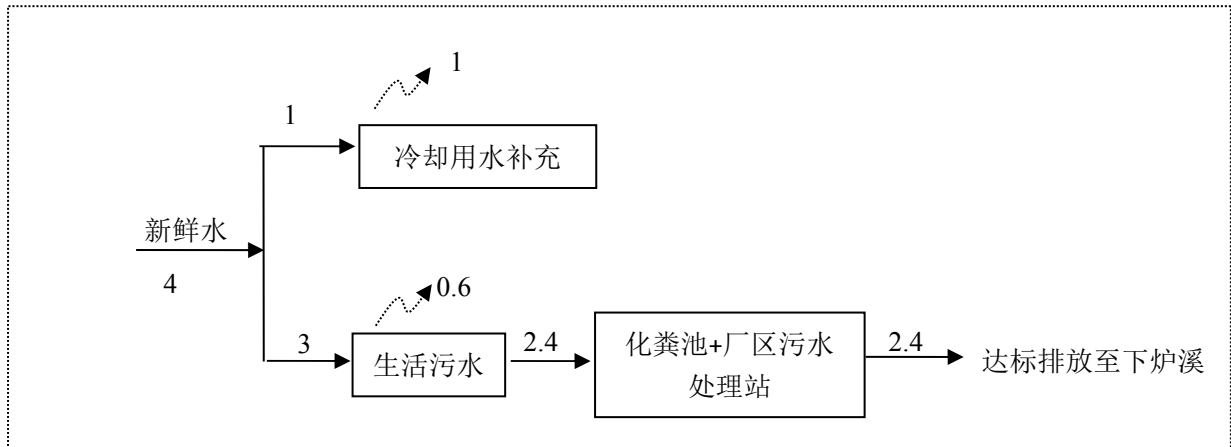 1
1
冷却用水补充
新鲜水
4
0.6
3
生活污水
2.4
化粪池+厂区污水
处理站
2.4
达标排放至下炉溪